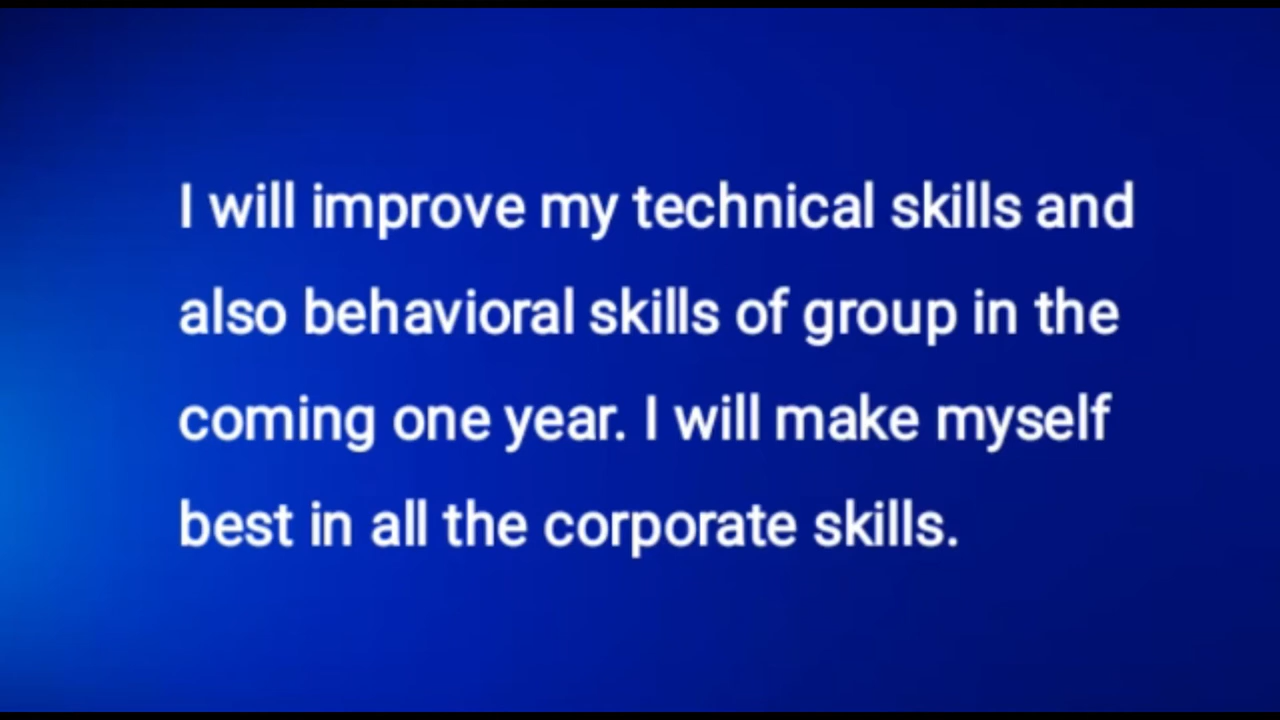 I will improve my technical skills and
also behavioral skills of group in the
coming one year. I will make myself
best in all the corporate skills.